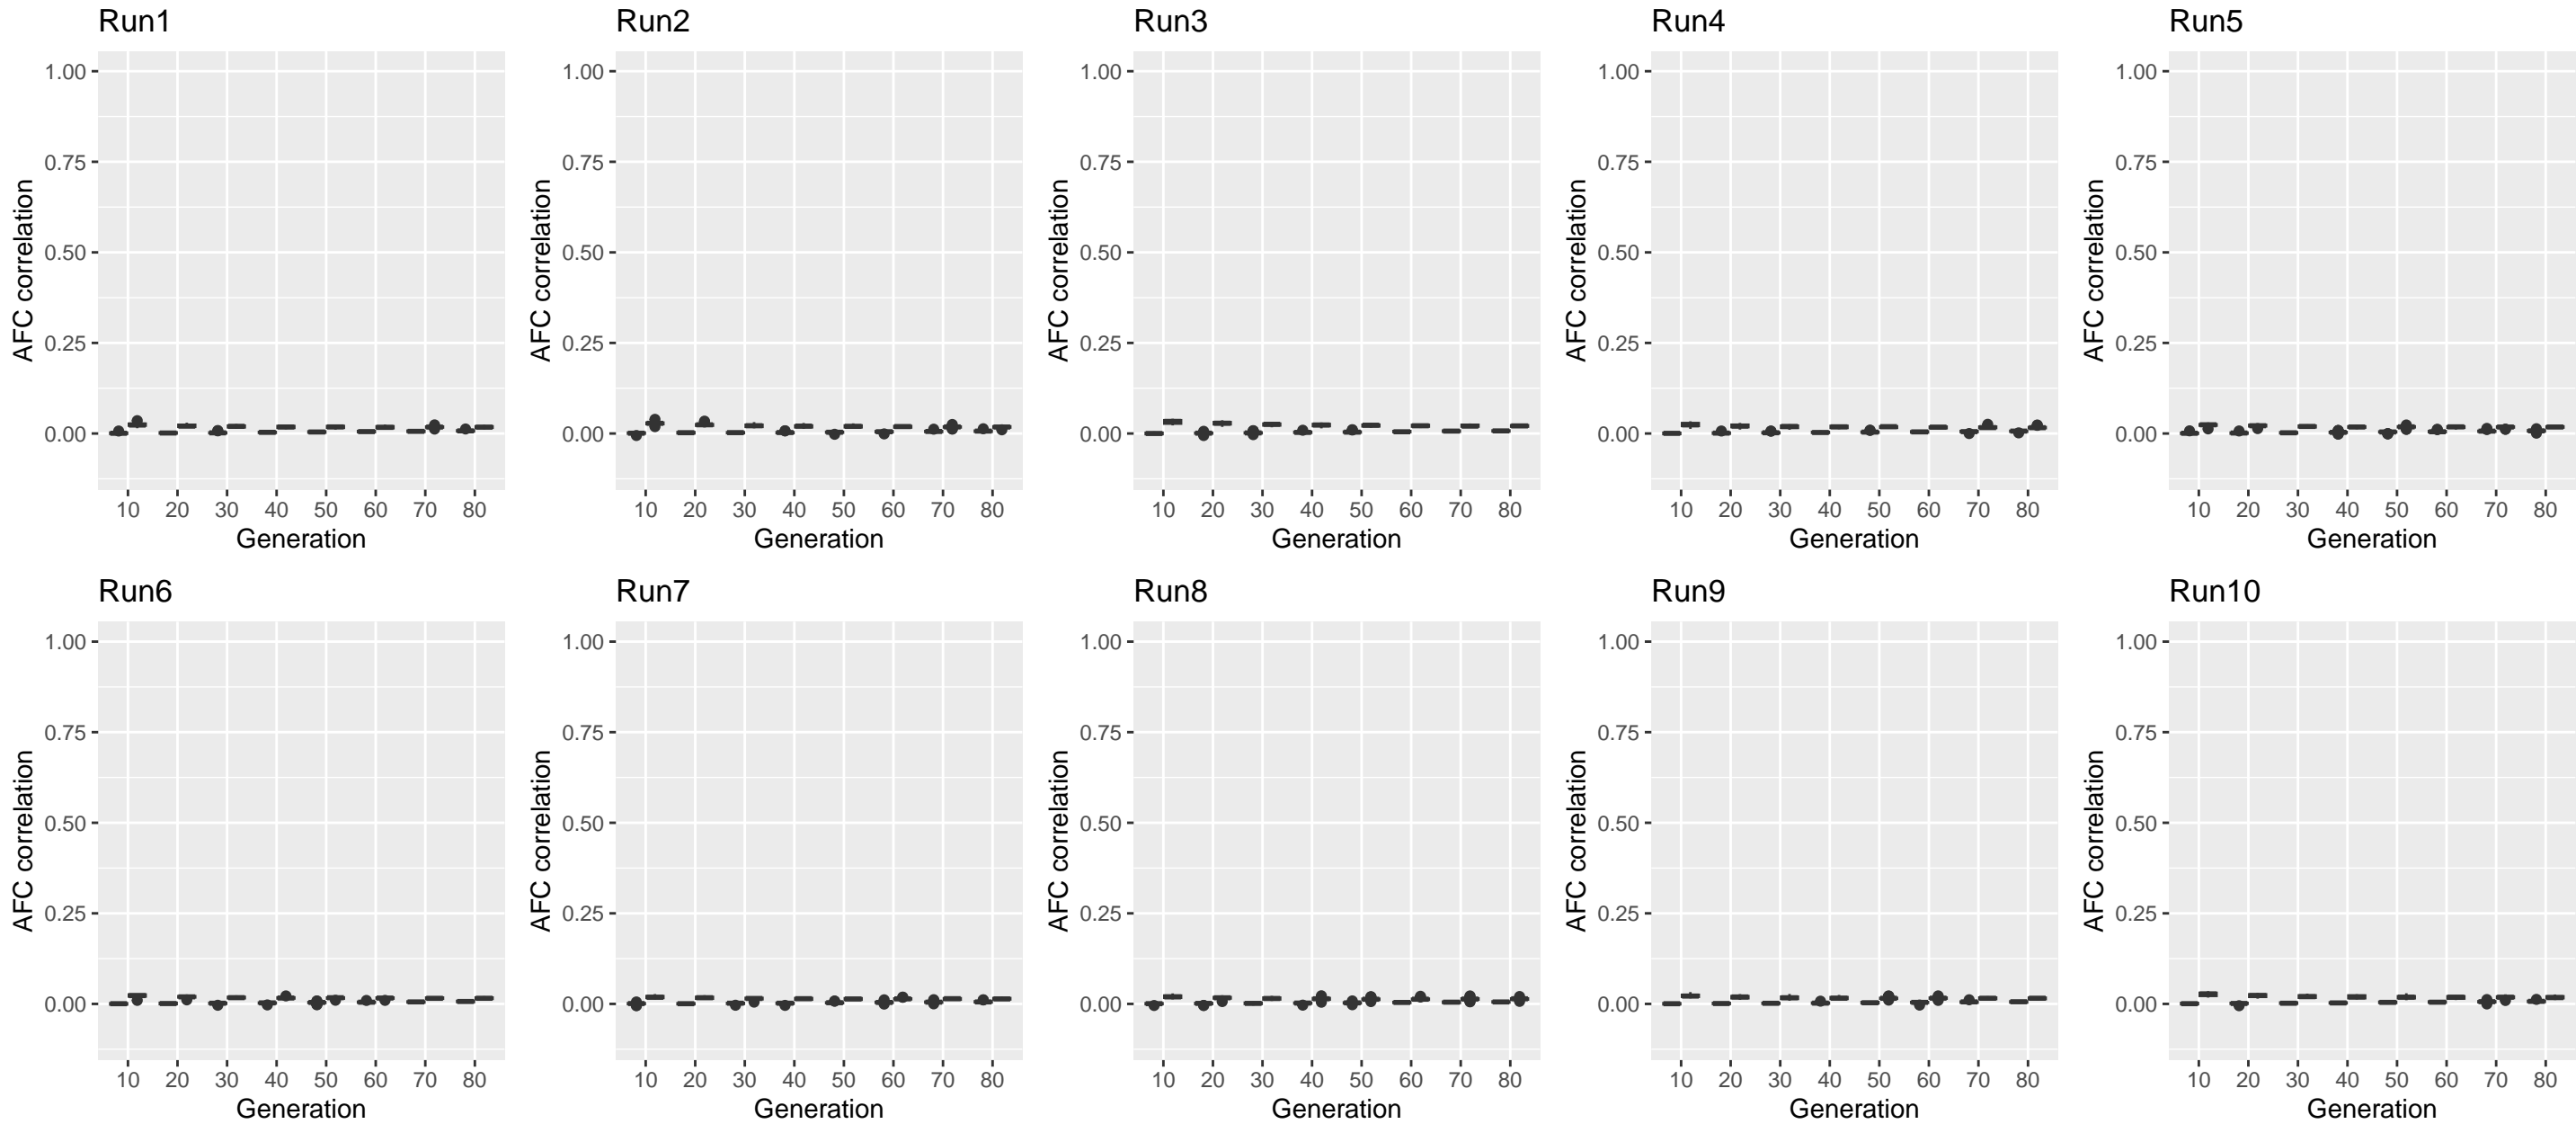 Run1 Run2 Run3 Run4 Run5
1.00 1.00 1.00 1.00 1.00
0.75 0.75 0.75 0.75 0.75
0.50 0.50 0.50 0.50 0.50
0.25 0.25 0.25 0.25 0.25
0.00 0.00 0.00 0.00 0.00
AFC correlation AFC correlation AFC correlation AFC correlation AFC correlation
10 20 30 40 50 60 70 80 10 20 30 40 50 60 70 80 10 20 30 40 50 60 70 80 10 20 30 40 50 60 70 80 10 20 30 40 50 60 70 80
Generation Generation Generation Generation Generation
Run6 Run7 Run8 Run9 Run10
1.00 1.00 1.00 1.00 1.00
0.75 0.75 0.75 0.75 0.75
0.50 0.50 0.50 0.50 0.50
0.25 0.25 0.25 0.25 0.25
0.00 0.00 0.00 0.00 0.00
AFC correlation AFC correlation AFC correlation AFC correlation AFC correlation
10 20 30 40 50 60 70 80 10 20 30 40 50 60 70 80 10 20 30 40 50 60 70 80 10 20 30 40 50 60 70 80 10 20 30 40 50 60 70 80
Generation Generation Generation Generation Generation